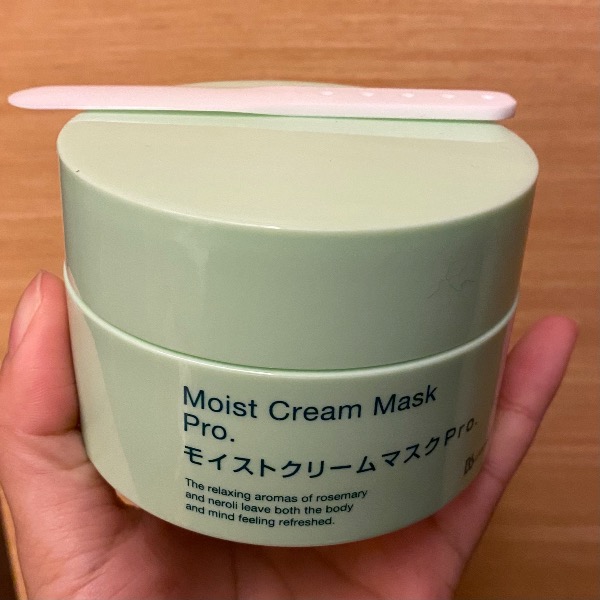 Moist Cream Mask
Pro.
モイストクリームマスクPro.
The relaxing aromas of rosemary
and neroli leave both the body
and mind feeling refreshed.